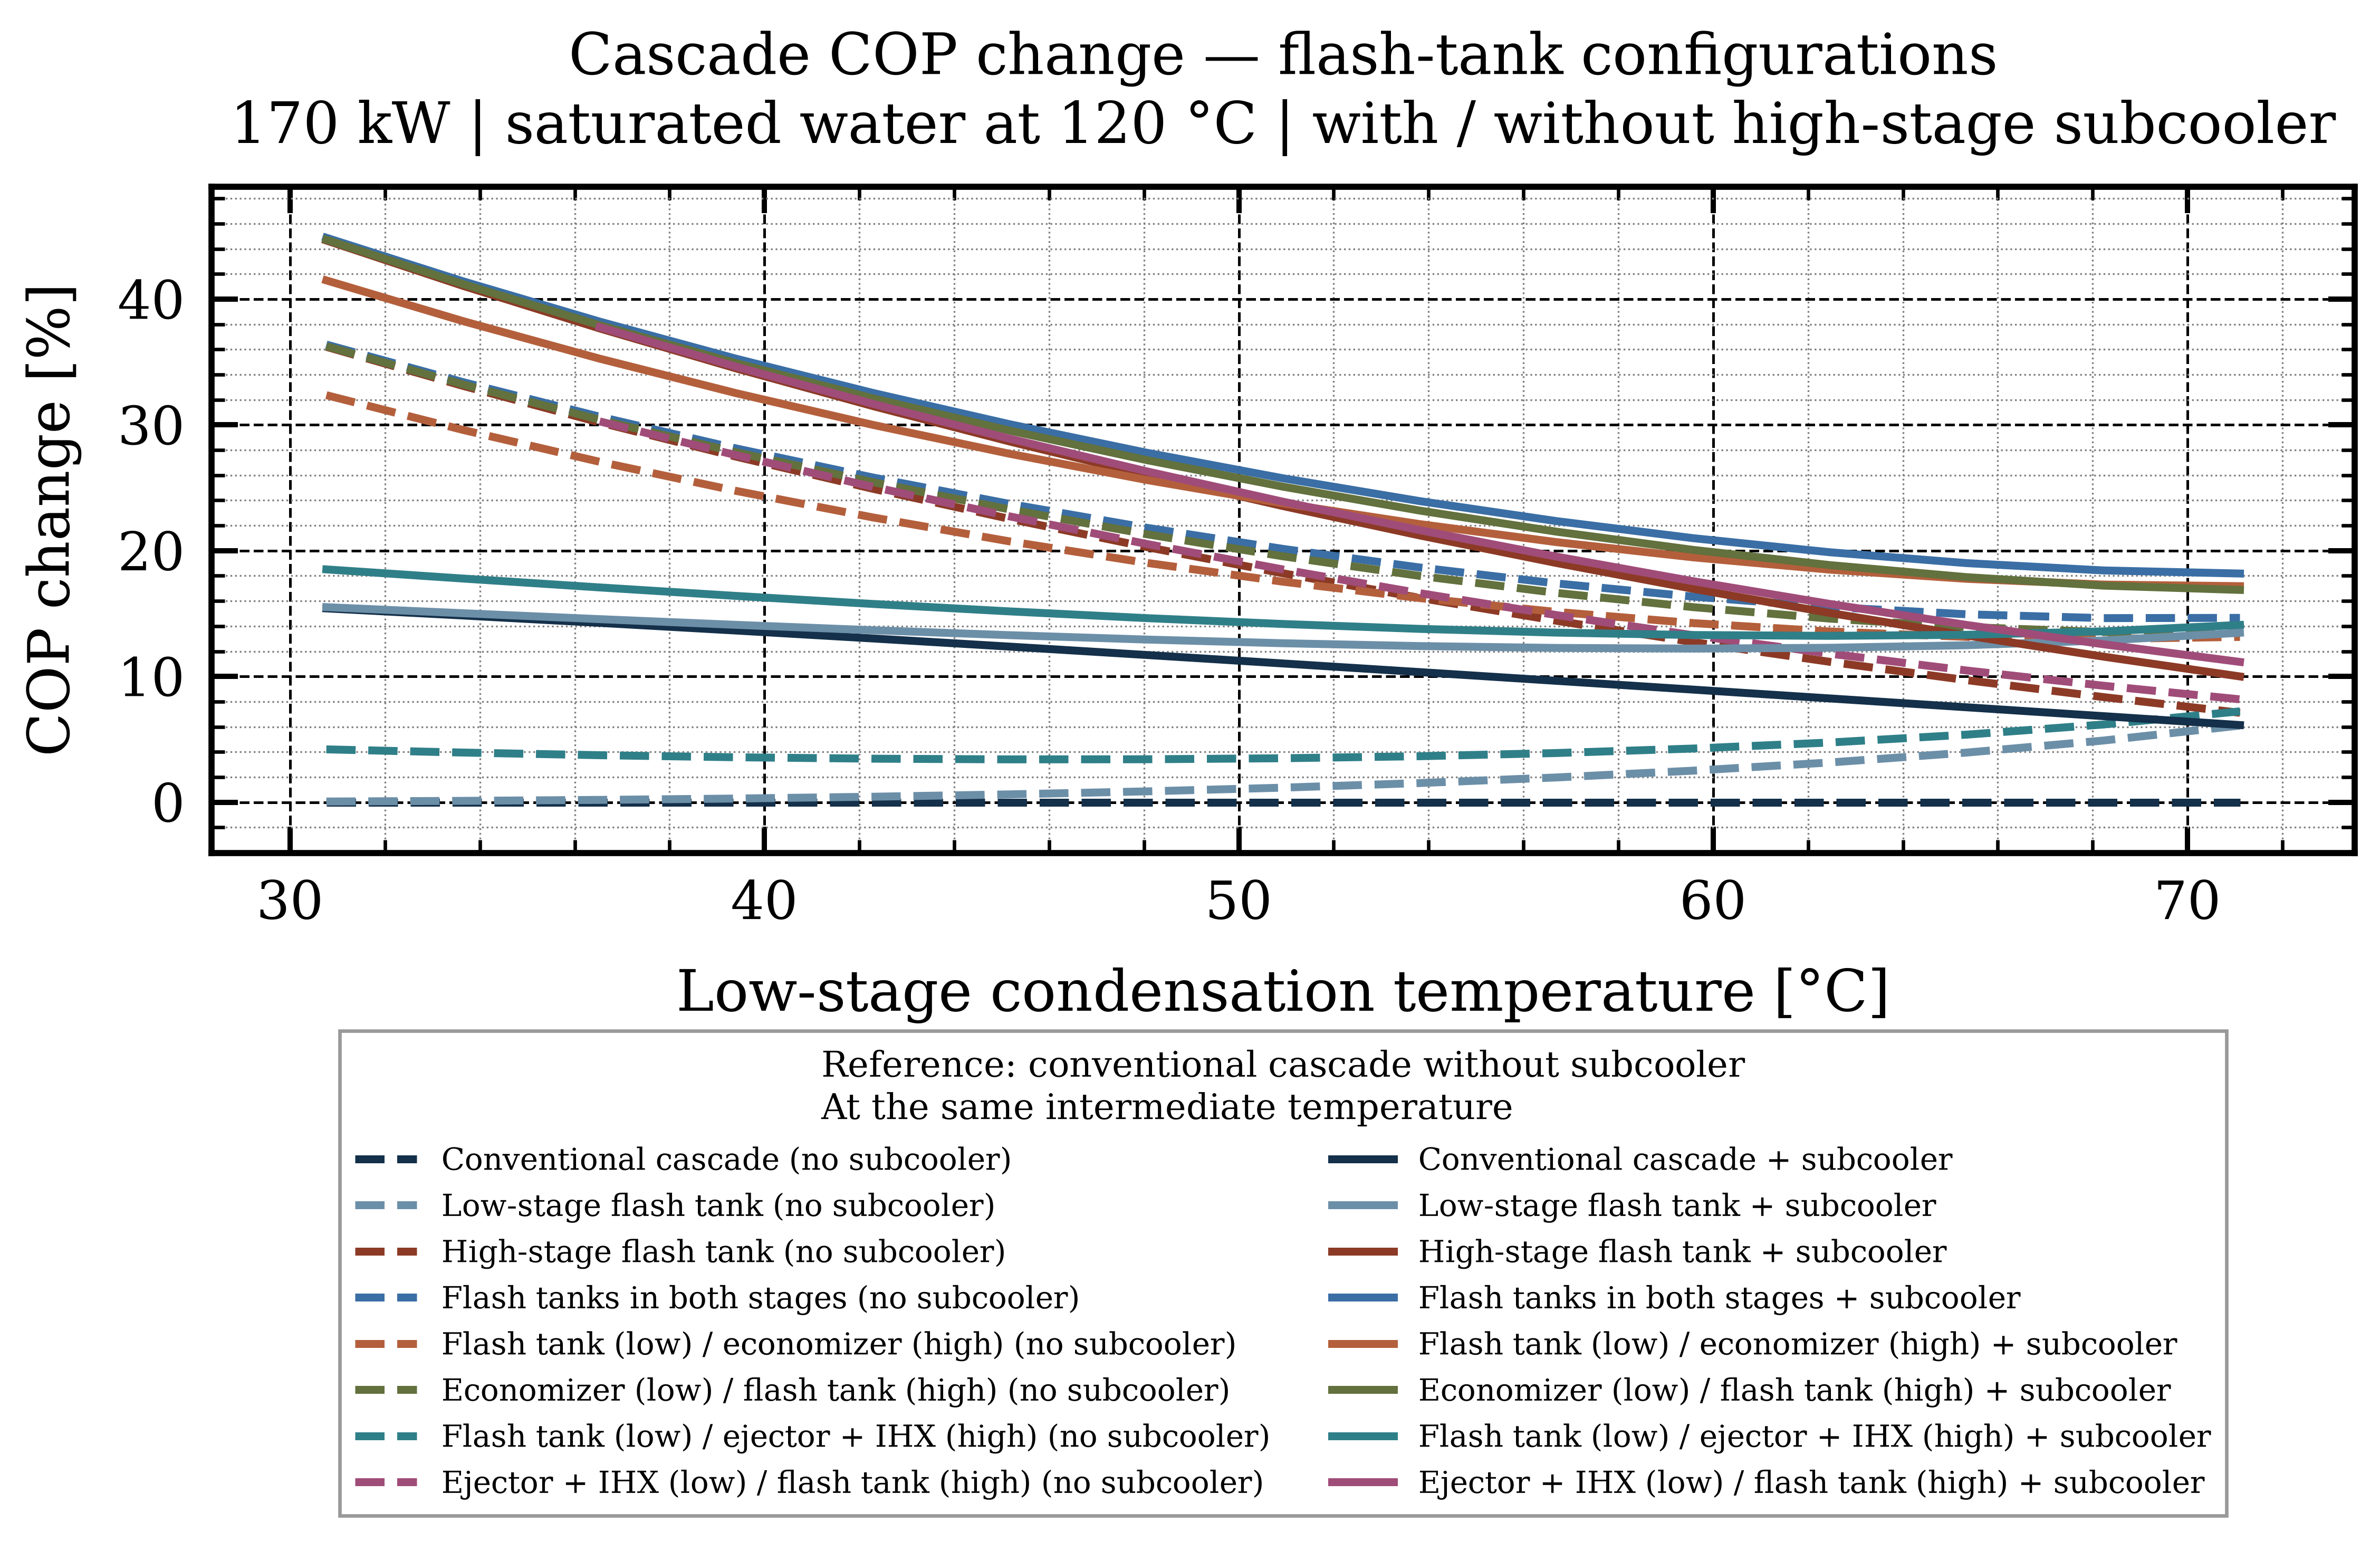 Cascade COP change — flash-tank configurations
170 kW | saturated water at 120 °C | with / without high-stage subcooler
COP change [%]
40
30
20
10
0
30 40 50 60 70
Low-stage condensation temperature [°C]
Reference: conventional cascade without subcooler
At the same intermediate temperature
Conventional cascade (no subcooler)
Low-stage flash tank (no subcooler)
High-stage flash tank (no subcooler)
Flash tanks in both stages (no subcooler)
Flash tank (low) / economizer (high) (no subcooler)
Economizer (low) / flash tank (high) (no subcooler)
Flash tank (low) / ejector + IHX (high) (no subcooler)
Ejector + IHX (low) / flash tank (high) (no subcooler)
Conventional cascade + subcooler
Low-stage flash tank + subcooler
High-stage flash tank + subcooler
Flash tanks in both stages + subcooler
Flash tank (low) / economizer (high) + subcooler
Economizer (low) / flash tank (high) + subcooler
Flash tank (low) / ejector + IHX (high) + subcooler
Ejector + IHX (low) / flash tank (high) + subcooler